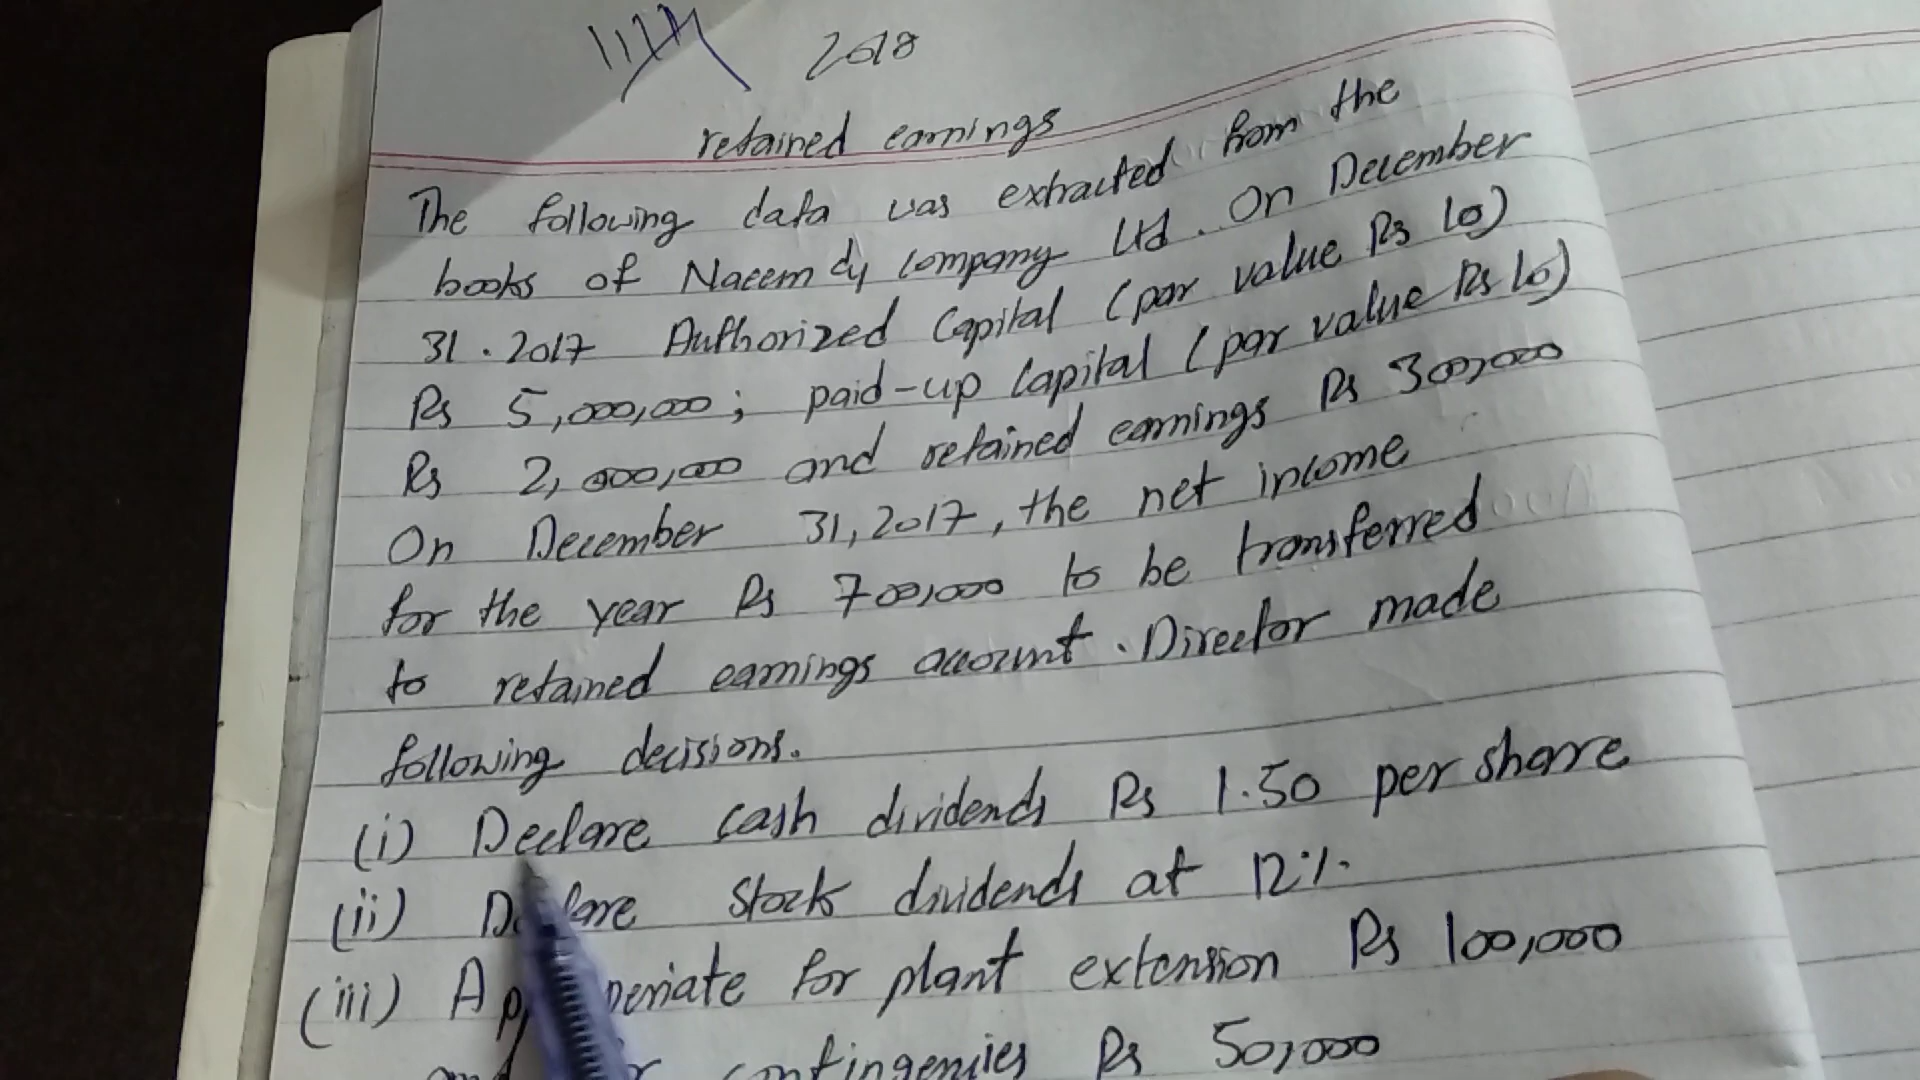 2018
retained earnings
The following data was extracted from the
books of Naeem dy company Ltd. On December
31.2017 Authorized Capital (par value Rs 10)
Rs 5,000,000; paid-up Capital (par value Rs 10)
Rs 2,000,000 and retained earnings Rs 300,000
On December 31, 2017, the net income
for the year Rs 700,000 to be transferred
to retained earnings account. Director made
following decisions.
(i) Declare cash dividends Rs 1.50 per share
(ii) Declare Stock dividends at 12%.
(iii) for plant extension Rs 100,000
contingencies Rs 50,000